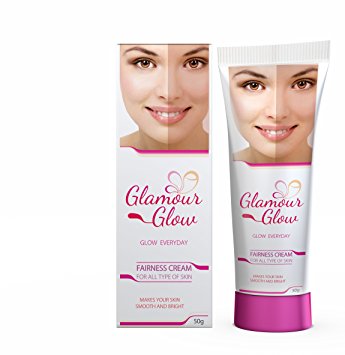 Glamour
Glow
GLOW EVERYDAY
FAIRNESS CREAM
FOR ALL TYPE OF SKIN
MAKES YOUR SKIN
SMOOTH AND BRIGHT
50g
Glamour
Glow
GLOW EVERYDAY
FAIRNESS CREAM
FOR ALL TYPE OF SKIN
MAKES YOUR SKIN
SMOOTH AND BRIGHT
50g